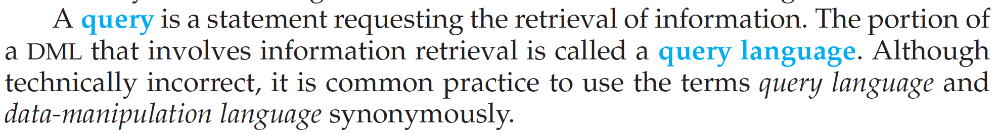 A query is a statement requesting the retrieval of information. The portion of
a DML that involves information retrieval is called a query language. Although
technically incorrect, it is common practice to use the terms query language and
data-manipulation language synonymously.